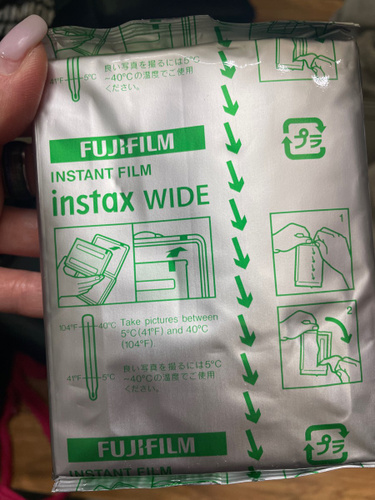 41°F 5°C
良い写真を撮るには5°C
~40°Cの温度でご使用
ください。
プラ
FUJIFILM
INSTANT FILM
instax WIDE
1
104°F 40°C
Take pictures between
5°C(41°F) and 40°C
(104°F).
2
41°F 5°C
良い写真を撮るには5°C
~40°Cの温度でご使用
ください。
FUJIFILM
プラ
INSTANT FILM